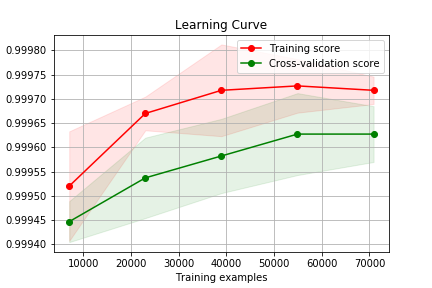 Learning Curve
Training score
Cross-validation score
0.99980
0.99975
0.99970
0.99965
0.99960
0.99955
0.99950
0.99945
0.99940
10000 20000 30000 40000 50000 60000 70000
Training examples